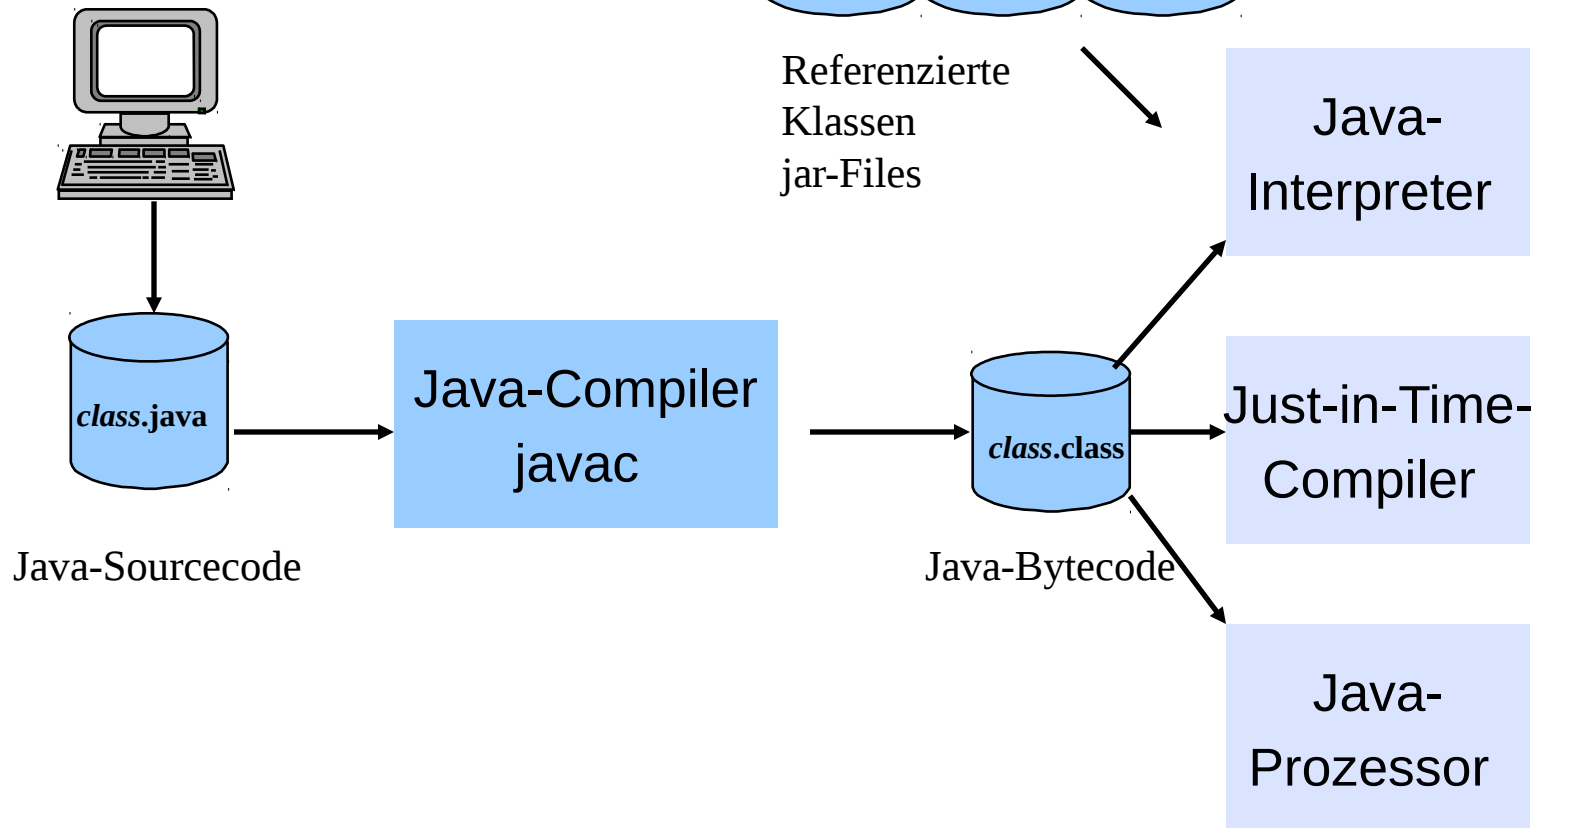 Referenzierte
Klassen
jar-Files
Java-
Interpreter
class.java
Java-Compiler
javac
class.class
Just-in-Time-
Compiler
Java-Sourcecode
Java-Bytecode
Java-
Prozessor